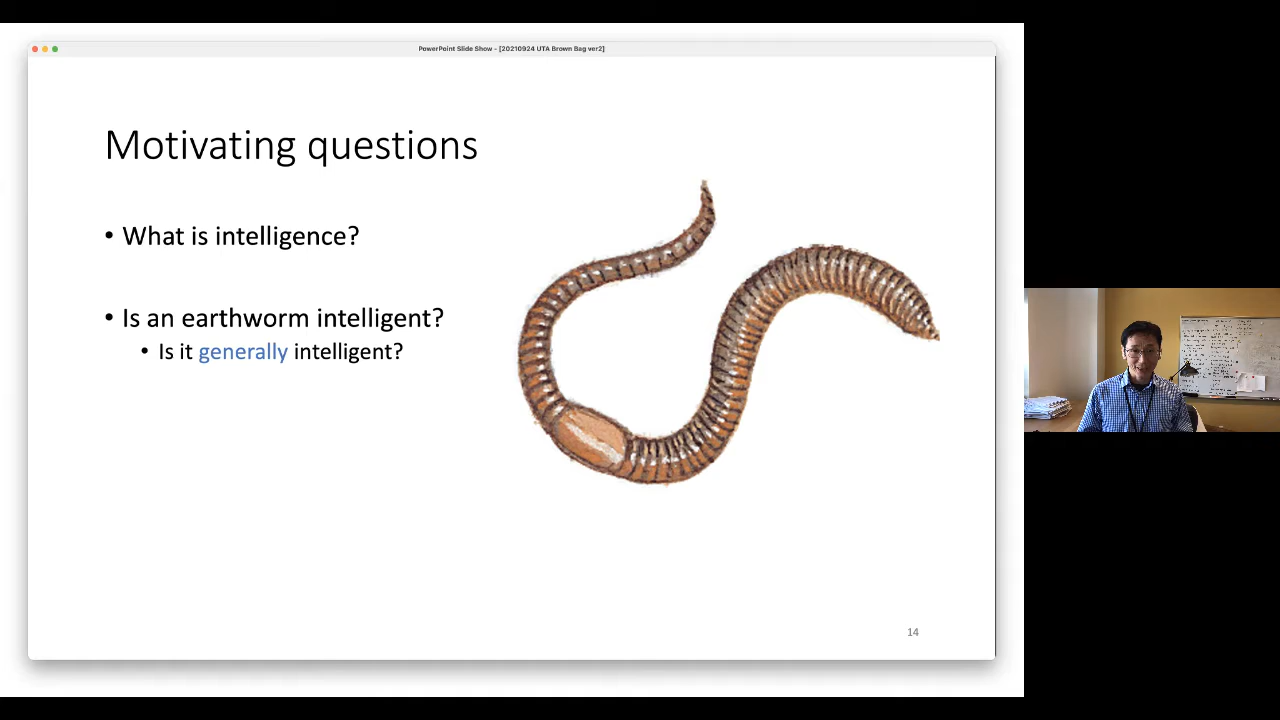 PowerPoint Slide Show - [20210924 UTA Brown Bag ver2]
Motivating questions
• What is intelligence?
• Is an earthworm intelligent?
• Is it generally intelligent?
14